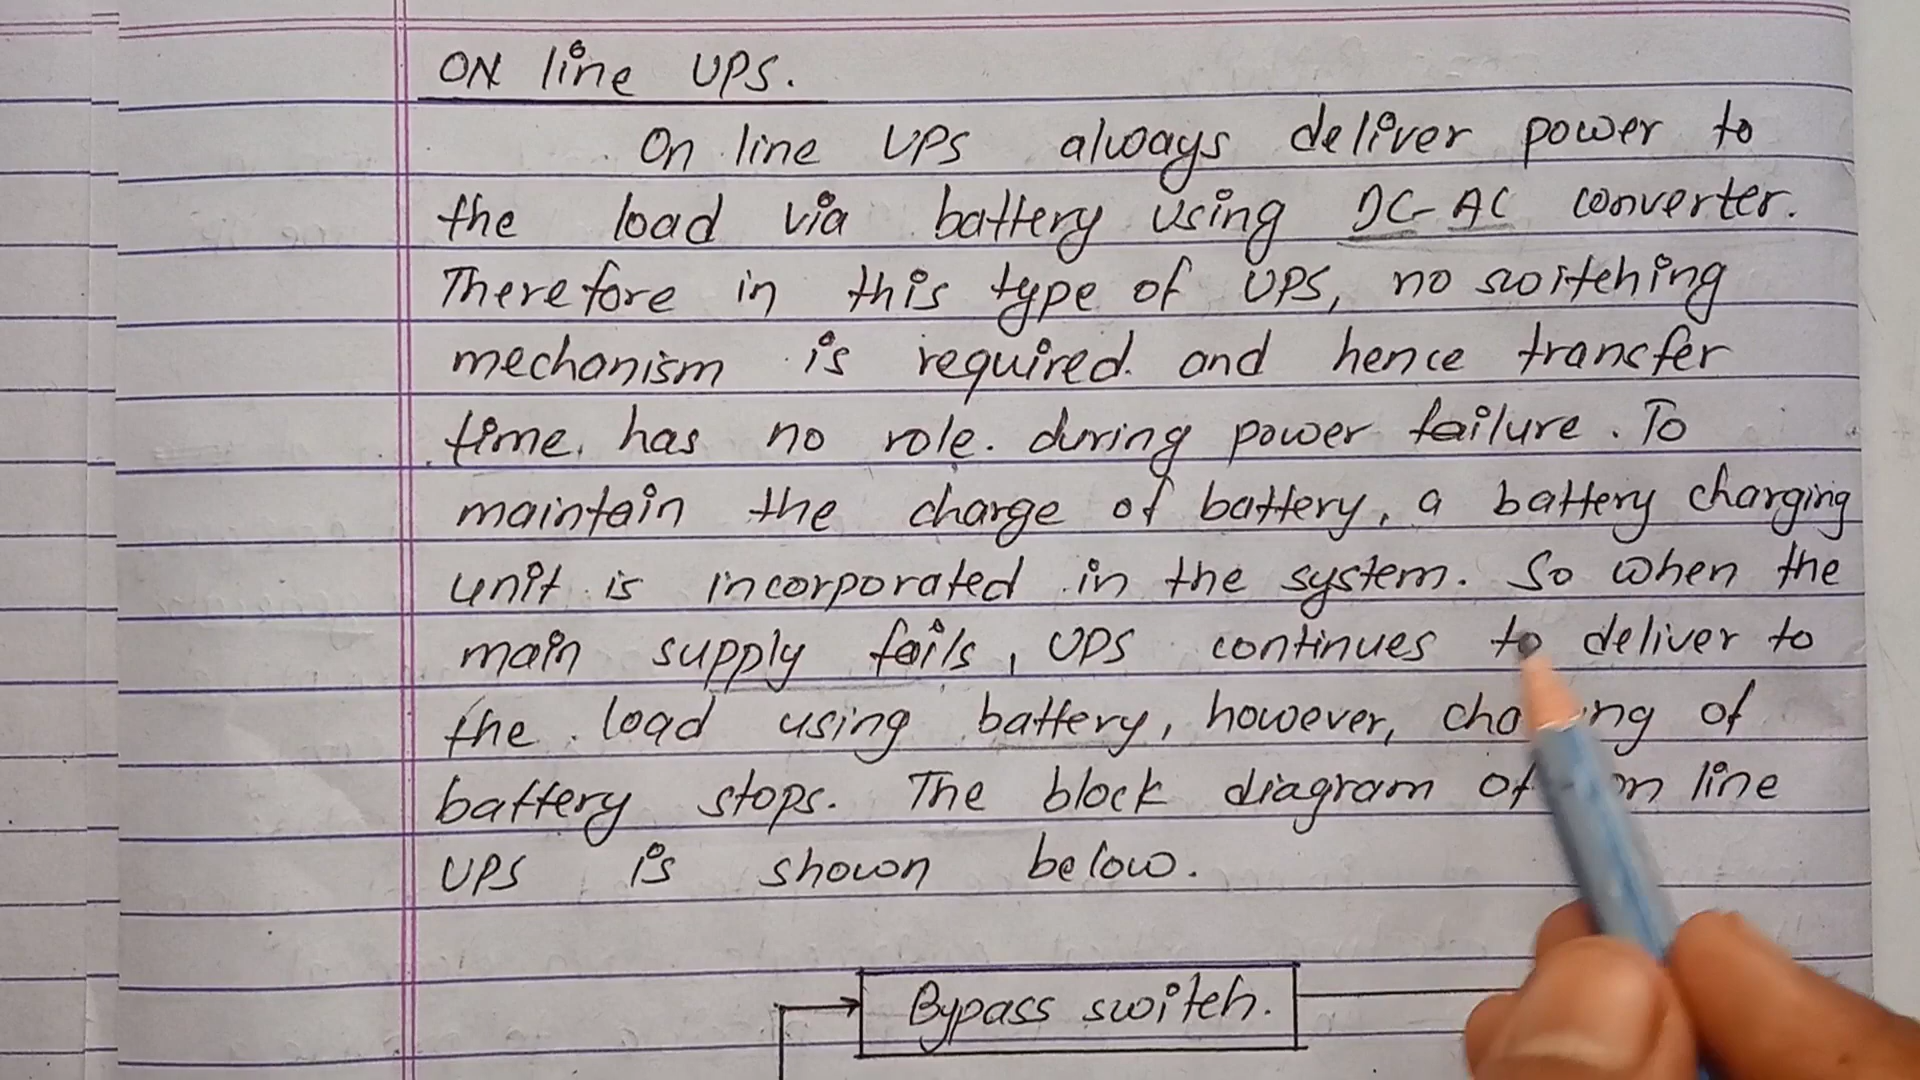 ON line UPS.
On line UPS always deliver power to
the load via battery using DC-AC converter.
Therefore in this type of UPS, no switching
mechanism is required. and hence transfer
time. has no role. during power failure. To
maintain the charge of battery, a battery charging
unit is incorporated in the system. So when the
main supply fails, UPS continues to deliver to
the load using battery, however, of
battery stops. The block diagram of line
UPS is shown below.
Bypass switch.